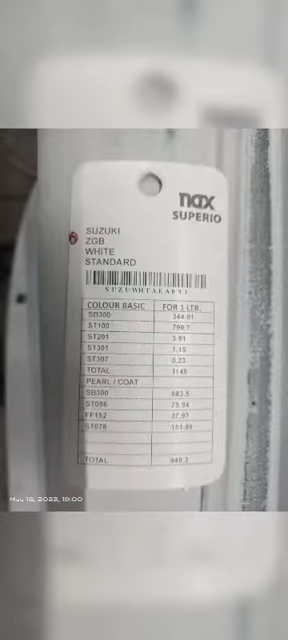 nax
SUPERIO
SUZUKI
ZGB
WHITE
STANDARD
COLOUR BASIC FOR 1 LTR.
SB300 344.01
ST100 799.7
ST201 3.91
ST301 1.15
ST307 0.23
TOTAL 1149
PEARL / COAT
SB300 683.5
ST096 75.94
FF152 37.97
ST076 151.89
TOTAL 949.3
May 18, 2023, 10:00